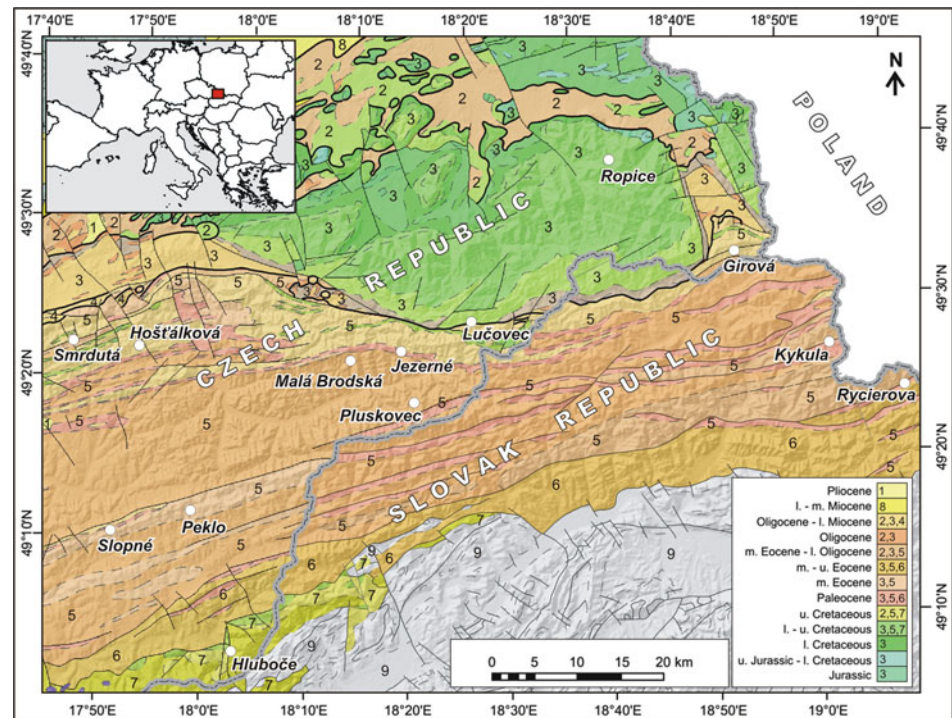 17°40'E 17°50'E 18°0'E 18°10'E 18°20'E 18°30'E 18°40'E 18°50'E 19°0'E
49°40'N
49°30'N
49°20'N
49°10'N
N
POLAND
CZECH REPUBLIC
SLOVAK REPUBLIC
Ropice
Girová
Lučovec
Hošťálková
Smrdutá
Jezerné
Malá Brodská
Pluskovec
Kykula
Rycierova
Peklo
Slopné
Hluboče
49°40'N
49°30'N
49°20'N
49°10'N
Pliocene 1
l. - m. Miocene 8
Oligocene - l. Miocene 2,3,4
Oligocene 2,3
m. Eocene - l. Oligocene 2,3,5
m. - u. Eocene 3,5,6
m. Eocene 3,5
Paleocene 3,5,6
u. Cretaceous 2,5,7
l. - u. Cretaceous 3,5,7
l. Cretaceous 3
u. Jurassic - l. Cretaceous 3
Jurassic 3
0 5 10 15 20 km
17°50'E 18°0'E 18°10'E 18°20'E 18°30'E 18°40'E 18°50'E